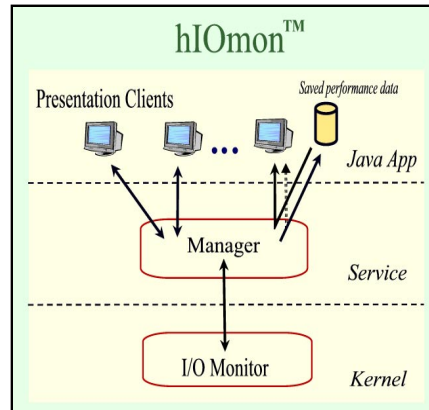 hIOmon™
Presentation Clients
Saved performance data
Java App
Manager
Service
I/O Monitor
Kernel